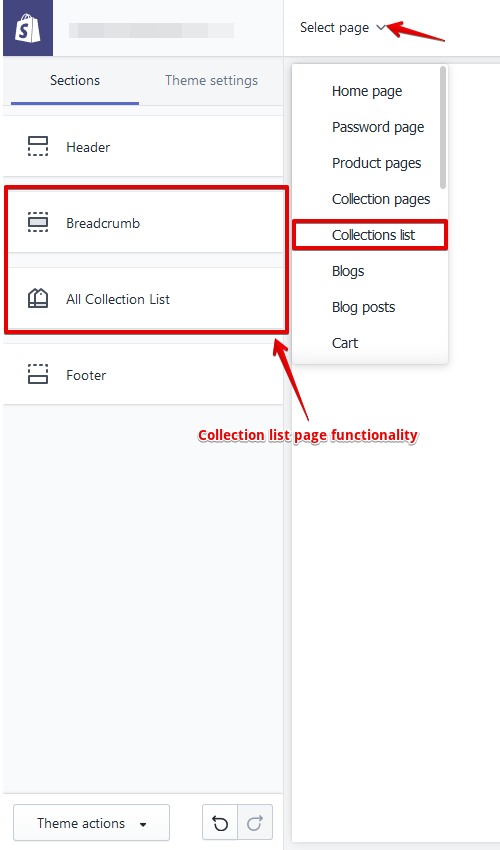 Select page
Sections
Theme settings
Header
Breadcrumb
All Collection List
Footer
Home page
Password page
Product pages
Collection pages
Collections list
Blogs
Blog posts
Cart
Collection list page functionality
Theme actions